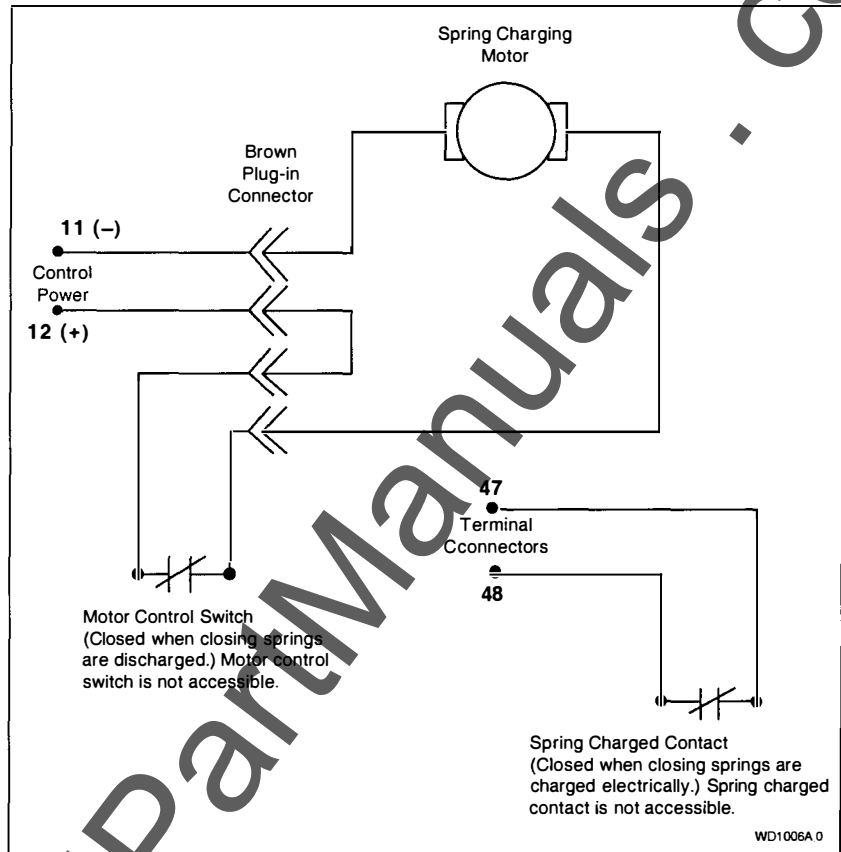 Spring Charging
Motor
Brown
Plug-in
Connector
11 (–)
Control
Power
12 (+)
47
Terminal
Cconnectors
48
Motor Control Switch
(Closed when closing springs
are discharged.) Motor control
switch is not accessible.
Spring Charged Contact
(Closed when closing springs are
charged electrically.) Spring charged
contact is not accessible.
WD1006A.0
PartManuals . co